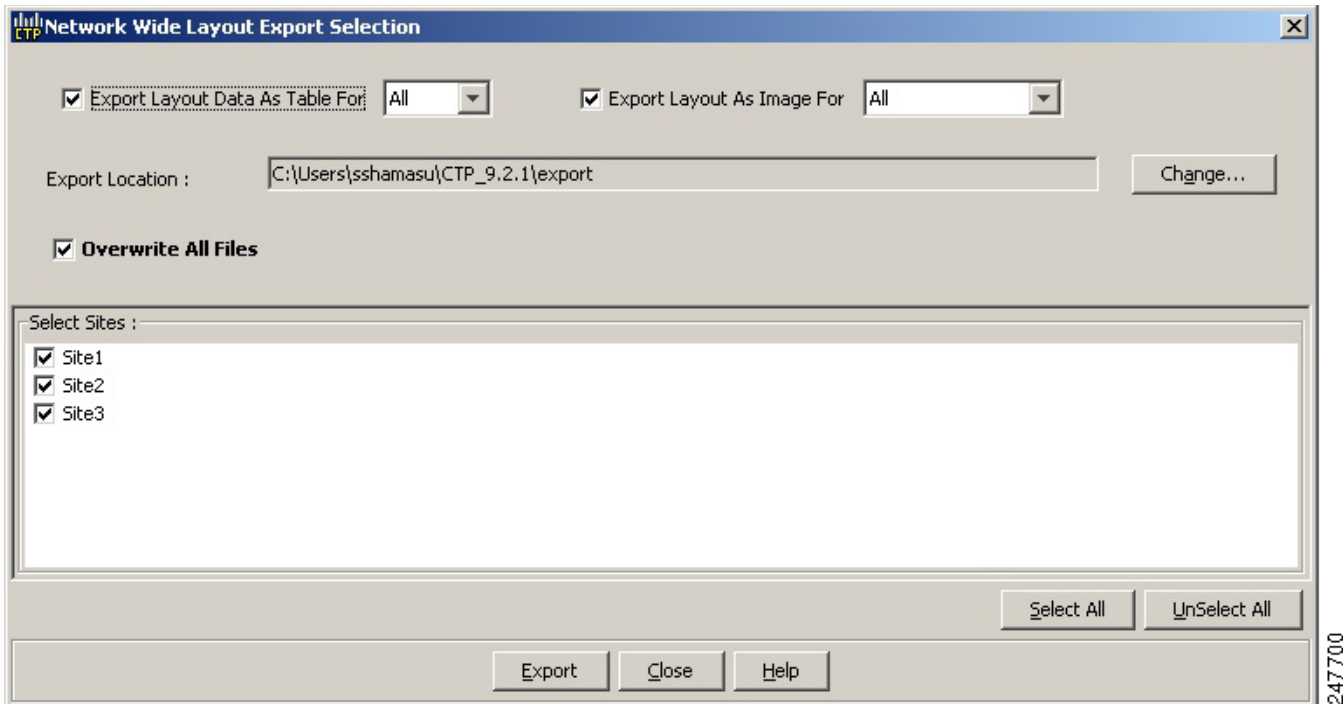 CTP Network Wide Layout Export Selection
Export Layout Data As Table For All Export Layout As Image For All
Export Location : C:\Users\sshamasu\CTP_9.2.1\export Change...
Overwrite All Files
Select Sites :
Site1
Site2
Site3
Select All UnSelect All
Export Close Help
247700